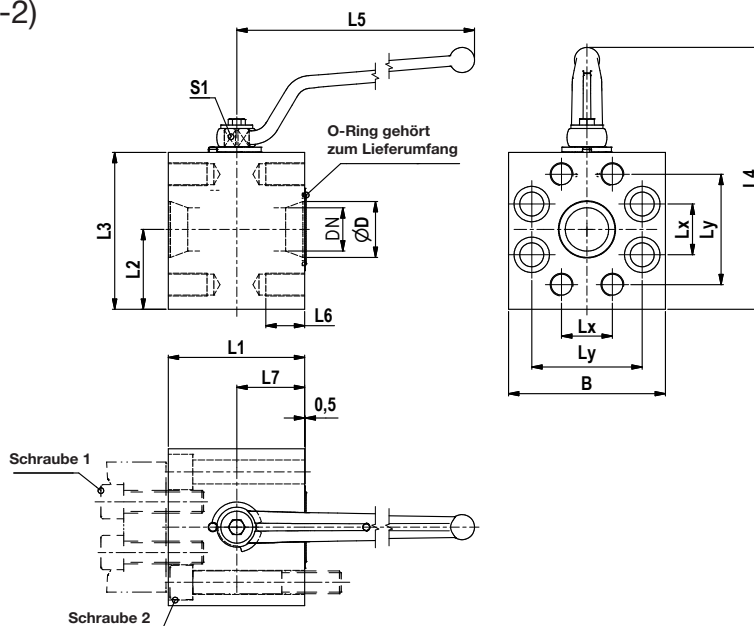 -2)
L5
S1
O-Ring gehört
zum Lieferumfang
L3
L2
DN
ØD
L6
L4
Lx
Ly
Lx
Ly
B
L1
L7
0,5
Schraube 1
Schraube 2